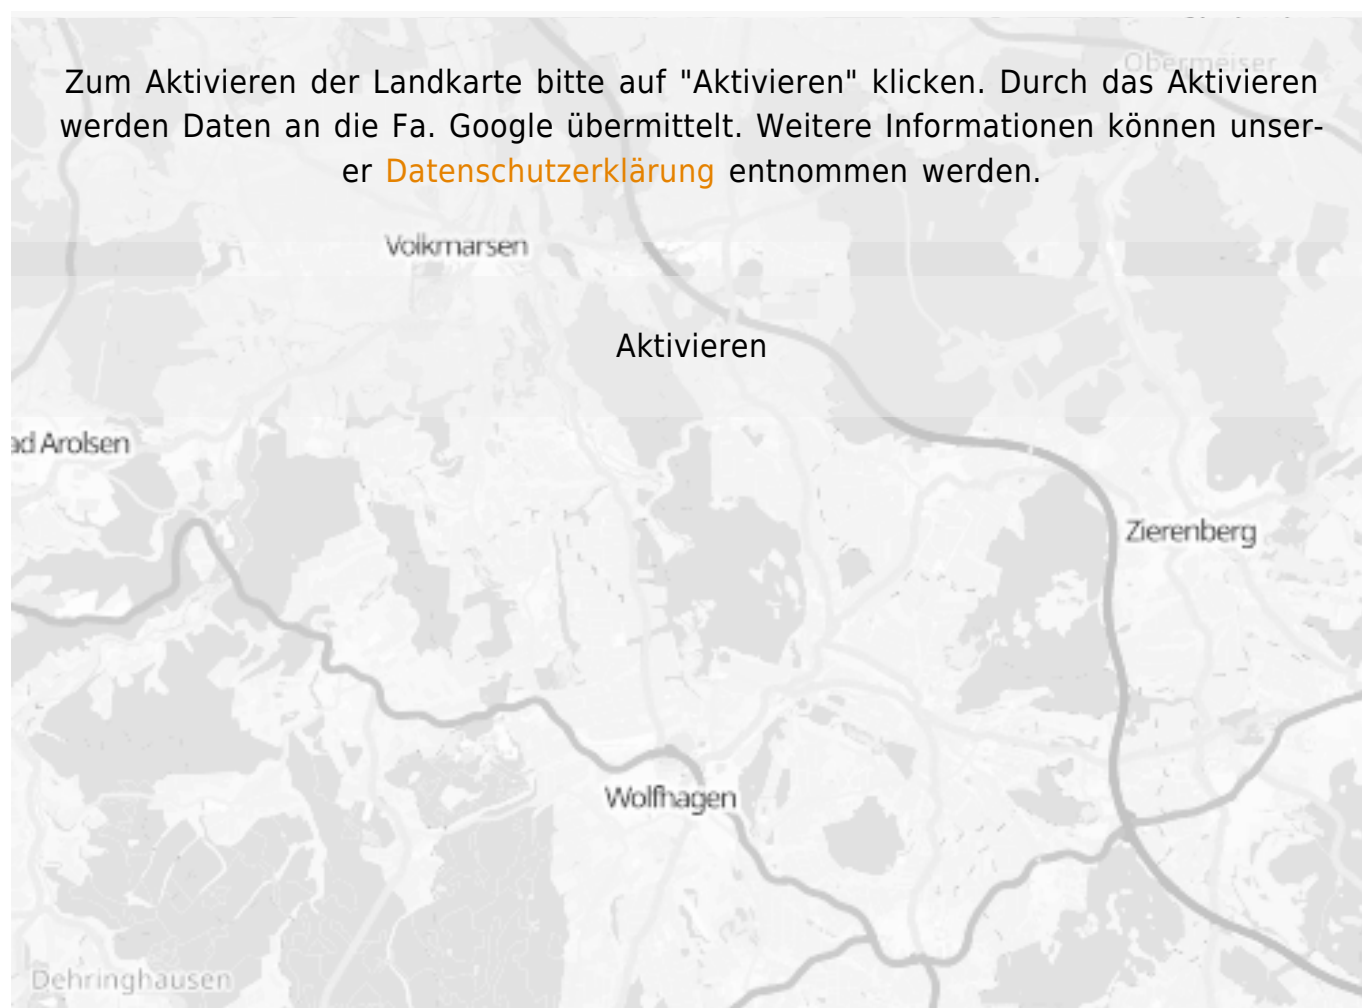 Obermeiser
Zum Aktivieren der Landkarte bitte auf "Aktivieren" klicken. Durch das Aktivieren
werden Daten an die Fa. Google übermittelt. Weitere Informationen können unser-
er Datenschutzerklärung entnommen werden.
Volkmarsen
Aktivieren
ad Arolsen
Zierenberg
Wolfhagen
Dehringhausen